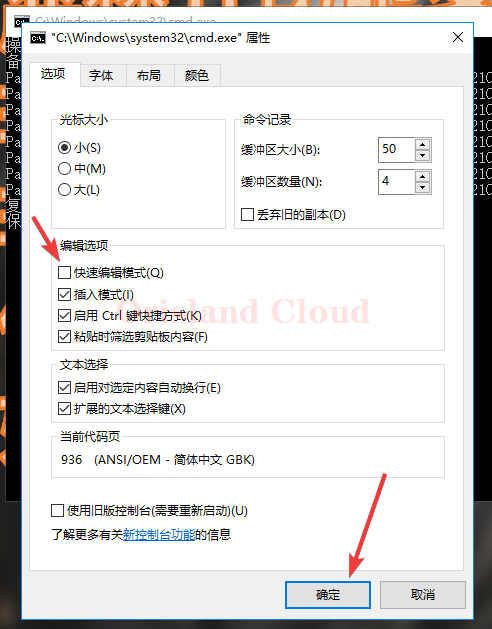 C:\Windows\system32\cmd.exe
"C:\Windows\system32\cmd.exe" 属性
选项 字体 布局 颜色
光标大小
小(S)
中(M)
大(L)
命令记录
缓冲区大小(B): 50
缓冲区数量(N): 4
丢弃旧的副本(D)
编辑选项
快速编辑模式(Q)
插入模式(I)
启用 Ctrl 键快捷方式(K)
粘贴时筛选剪贴板内容(F)
文本选择
启用对选定内容自动换行(E)
扩展的文本选择键(X)
当前代码页
936 (ANSI/OEM - 简体中文 GBK)
使用旧版控制台(需要重新启动)(U)
了解更多有关新控制台功能的信息
确定 取消